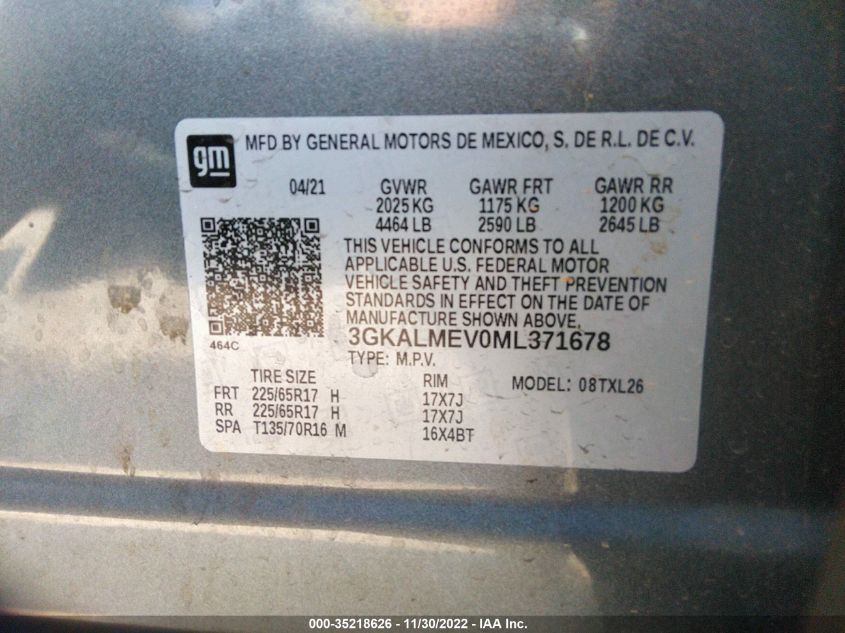 gm MFD BY GENERAL MOTORS DE MEXICO, S. DE R.L. DE C.V.
04/21 GVWR GAWR FRT GAWR RR
2025 KG 1175 KG 1200 KG
4464 LB 2590 LB 2645 LB
THIS VEHICLE CONFORMS TO ALL
APPLICABLE U.S. FEDERAL MOTOR
VEHICLE SAFETY AND THEFT PREVENTION
STANDARDS IN EFFECT ON THE DATE OF
MANUFACTURE SHOWN ABOVE.
464C 3GKALMEV0ML371678
TYPE: M.P.V.
TIRE SIZE RIM MODEL: 08TXL26
FRT 225/65R17 H 17X7J
RR 225/65R17 H 17X7J
SPA T135/70R16 M 16X4BT
000-35218626 - 11/30/2022 - IAA Inc.